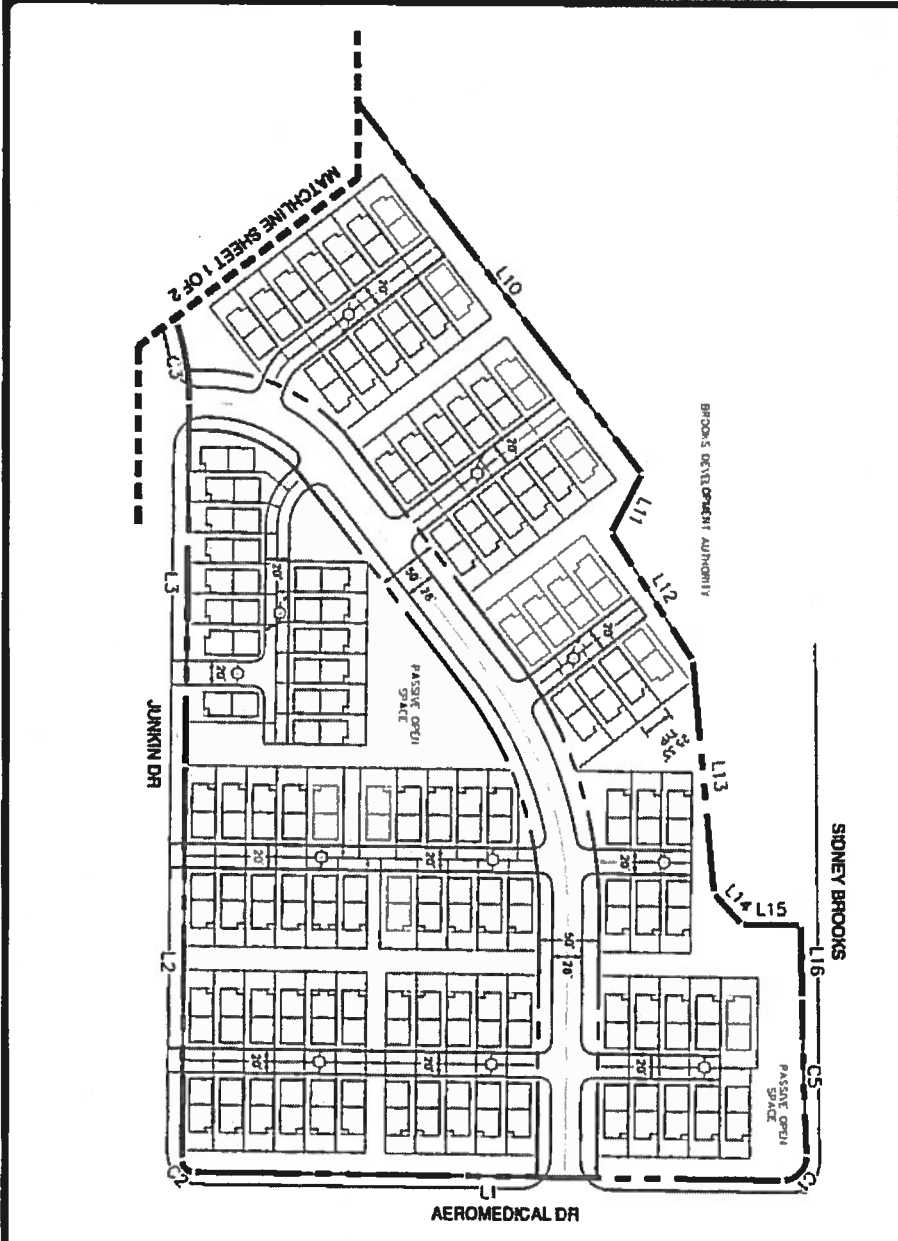 MATCHLINE SHEET 1 OF 2
L10
BROOKS DEVELOPMENT AUTHORITY
L11
L12
L13
SIDNEY BROOKS
L14
L15
L16
C5
PASSIVE OPEN
SPACE
20'
20'
20'
C3
L3
20'
20'
50'
28'
PASSIVE OPEN
SPACE
JUNKIN DR
20'
20'
20'
50'
28'
L2
20'
20'
20'
C2
L1
C1
AEROMEDICAL DR